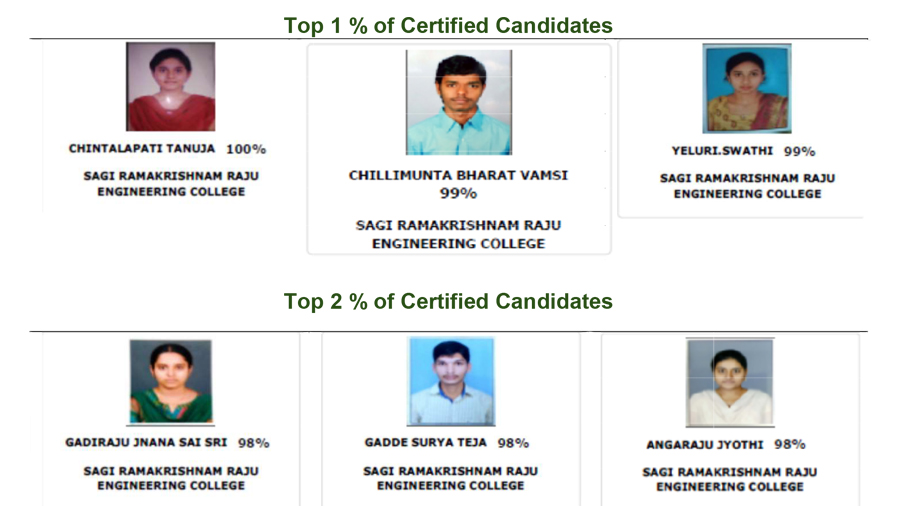 Top 1 % of Certified Candidates
CHINTALAPATI TANUJA 100%
SAGI RAMAKRISHNAM RAJU
ENGINEERING COLLEGE
CHILLIMUNTA BHARAT VAMSI
99%
SAGI RAMAKRISHNAM RAJU
ENGINEERING COLLEGE
YELURI.SWATHI 99%
SAGI RAMAKRISHNAM RAJU
ENGINEERING COLLEGE
Top 2 % of Certified Candidates
GADIRAJU JNANA SAI SRI 98%
SAGI RAMAKRISHNAM RAJU
ENGINEERING COLLEGE
GADDE SURYA TEJA 98%
SAGI RAMAKRISHNAM RAJU
ENGINEERING COLLEGE
ANGARAJU JYOTHI 98%
SAGI RAMAKRISHNAM RAJU
ENGINEERING COLLEGE